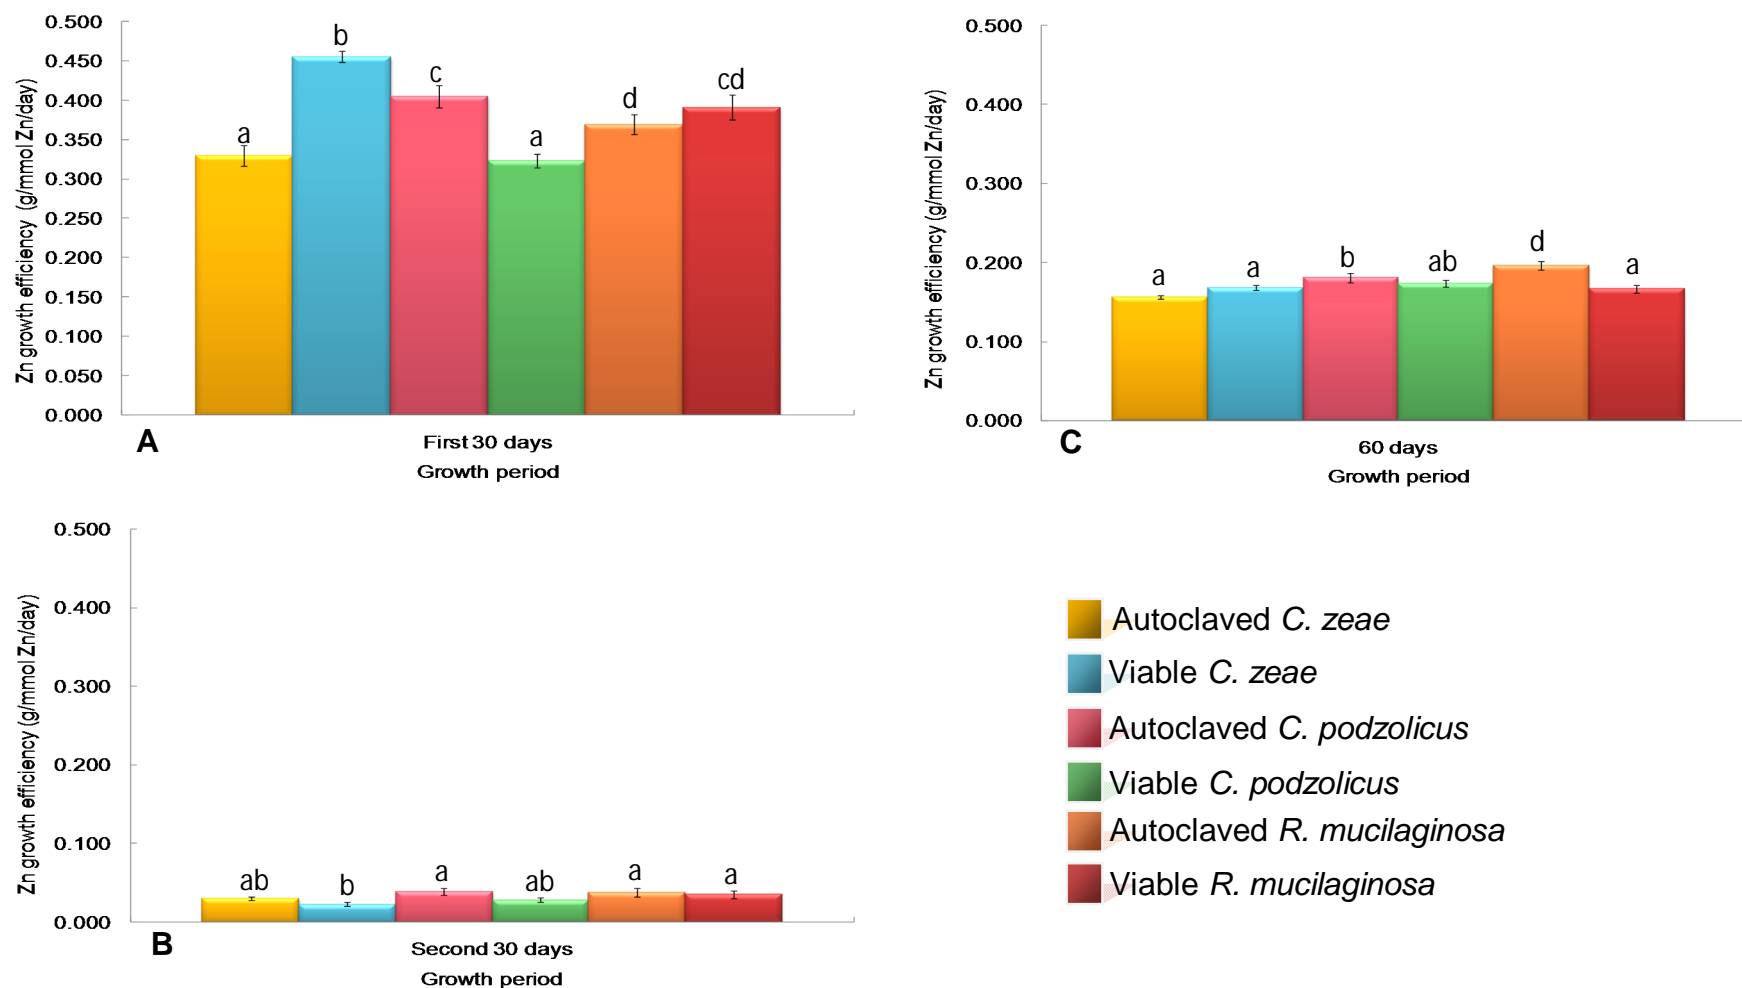 Zn growth efficiency (g/mmol Zn/day)
0.500
0.450
0.400
0.350
0.300
0.250
0.200
0.150
0.100
0.050
0.000
a
b
c
a
d
cd
A
First 30 days
Growth period
Zn growth efficiency (g/mmol Zn/day)
0.500
0.400
0.300
0.200
0.100
0.000
a
a
b
ab
d
a
C
60 days
Growth period
Zn growth efficiency (g/mmol Zn/day)
0.500
0.400
0.300
0.200
0.100
0.000
ab
b
a
ab
a
a
B
Second 30 days
Growth period
Autoclaved C. zeae
Viable C. zeae
Autoclaved C. podzolicus
Viable C. podzolicus
Autoclaved R. mucilaginosa
Viable R. mucilaginosa